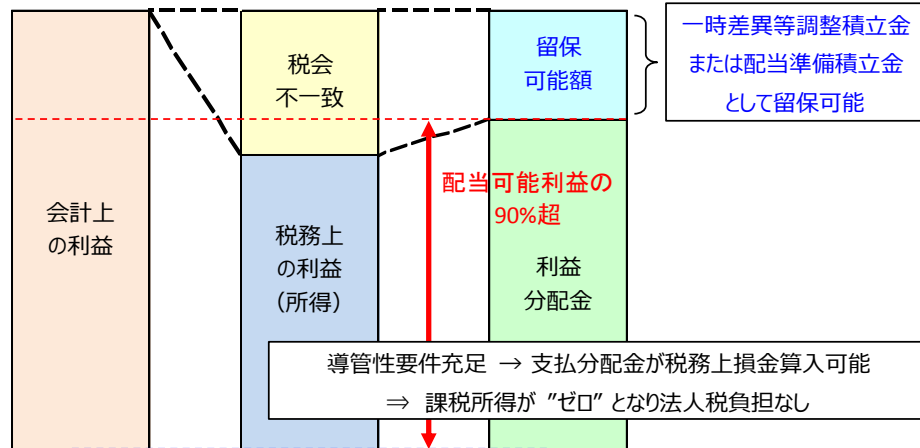 会計上
の利益
税会
不一致
税務上
の利益
(所得)
留保
可能額
一時差異等調整積立金
または配当準備積立金
として留保可能
配当可能利益の
90%超
利益
分配金
導管性要件充足 → 支払分配金が税務上損金算入可能
⇒ 課税所得が "ゼロ" となり法人税負担なし